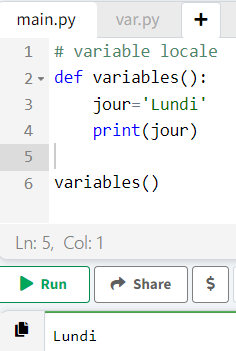 main.py var.py +
1 # variable locale
2 def variables():
3 jour='Lundi'
4 print(jour)
5
6 variables()
Ln: 5, Col: 1
Run Share $
Lundi